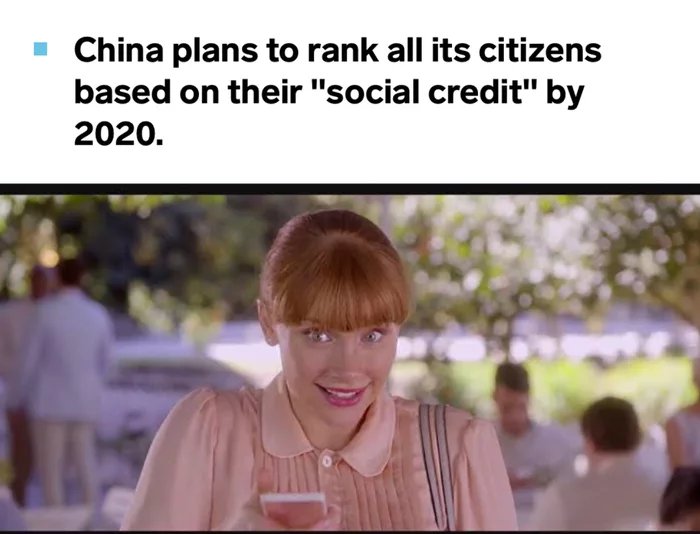 China plans to rank all its citizens
based on their "social credit" by
2020.